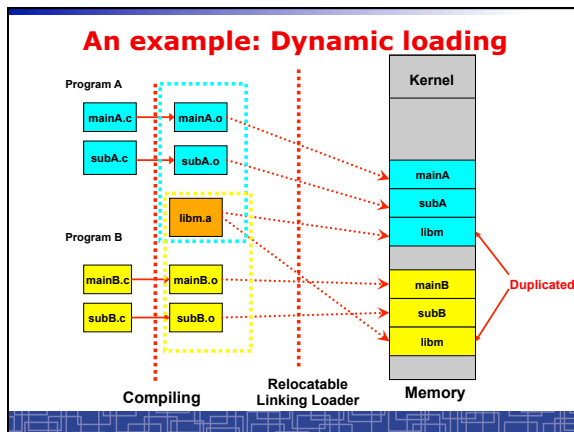 An example: Dynamic loading
Program A
mainA.c
mainA.o
subA.c
subA.o
libm.a
Program B
mainB.c
mainB.o
subB.c
subB.o
Kernel
mainA
subA
libm
mainB
subB
libm
Duplicated
Compiling
Relocatable
Linking Loader
Memory